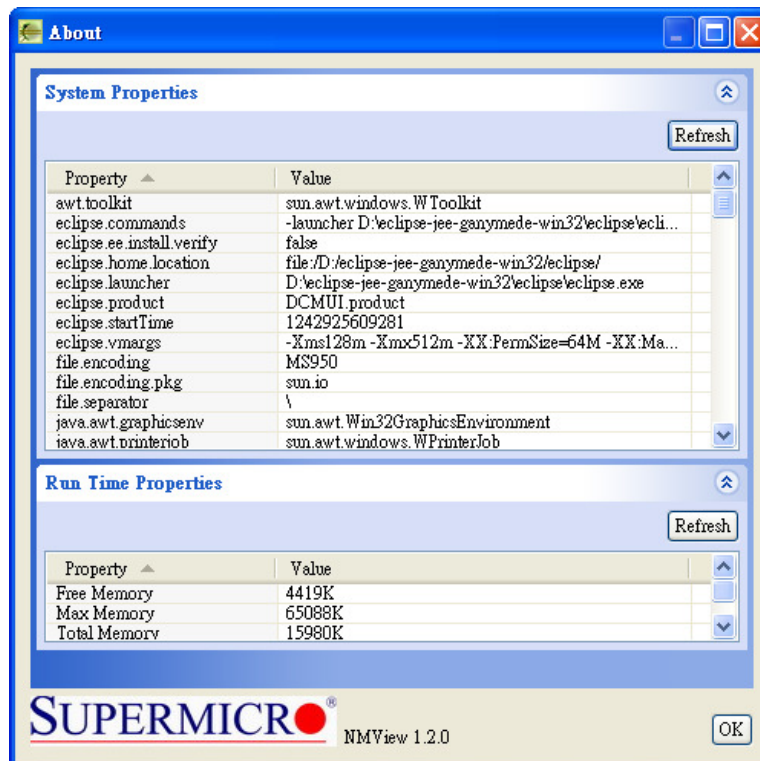 About
System Properties
Refresh
Property Value
awt.toolkit sun.awt.windows.WToolkit
eclipse.commands -launcher D:\eclipse-jee-ganymede-win32\eclipse\ecli...
eclipse.ee.install.verify false
eclipse.home.location file:/D:/eclipse-jee-ganymede-win32/eclipse/
eclipse.launcher D:\eclipse-jee-ganymede-win32\eclipse\eclipse.exe
eclipse.product DCMUI.product
eclipse.startTime 1242925609281
eclipse.vmargs -Xms128m -Xmx512m -XX:PermSize=64M -XX:Ma...
file.encoding MS950
file.encoding.pkg sun.io
file.separator \
java.awt.graphicsenv sun.awt.Win32GraphicsEnvironment
java.awt.printerjob sun.awt.windows.WPrinterJob
Run Time Properties
Refresh
Property Value
Free Memory 4419K
Max Memory 65088K
Total Memory 15980K
SUPERMICRO® NMView 1.2.0
OK